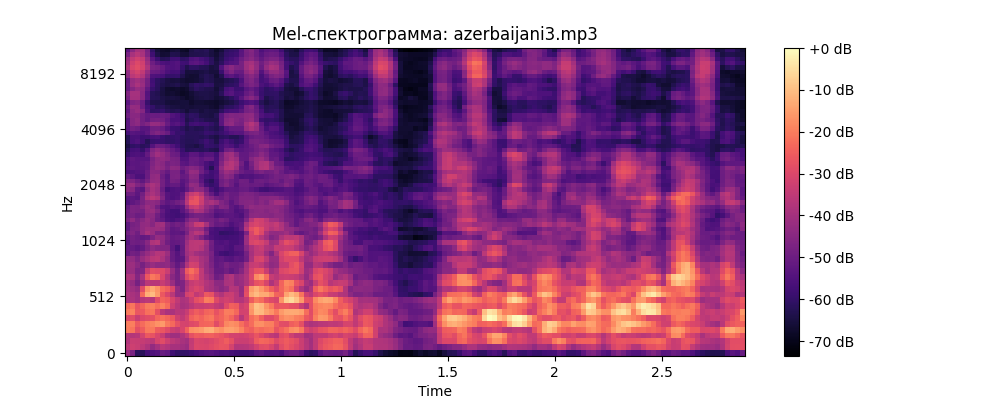 Mel-спектрограмма: azerbaijani3.mp3
Hz
8192
4096
2048
1024
512
0
0
0.5
1
1.5
2
2.5
Time
+0 dB
-10 dB
-20 dB
-30 dB
-40 dB
-50 dB
-60 dB
-70 dB